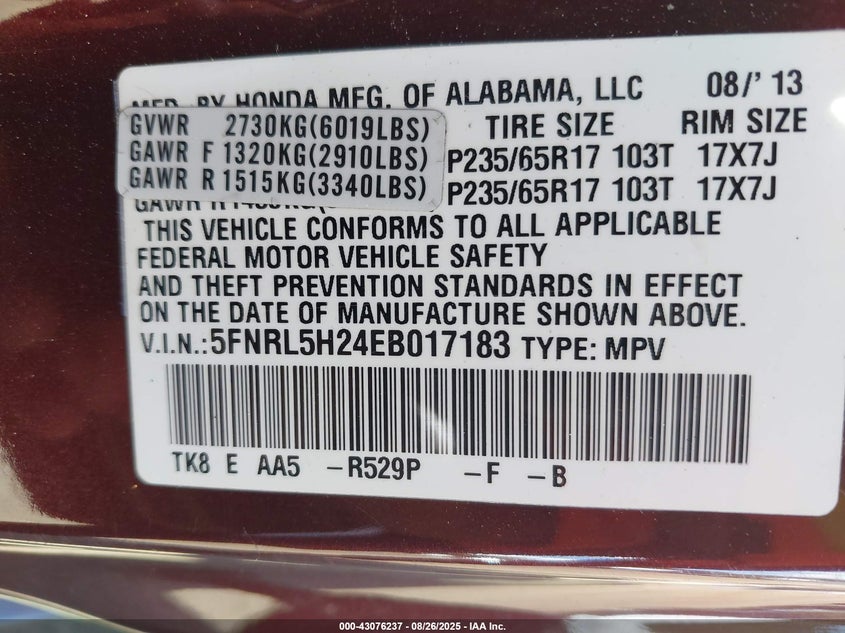 MFD. BY HONDA MFG. OF ALABAMA, LLC 08/' 13
GVWR 2730KG(6019LBS) TIRE SIZE RIM SIZE
GAWR F 1320KG(2910LBS) P235/65R17 103T 17X7J
GAWR R 1515KG(3340LBS) P235/65R17 103T 17X7J
GAWR R
THIS VEHICLE CONFORMS TO ALL APPLICABLE
FEDERAL MOTOR VEHICLE SAFETY
AND THEFT PREVENTION STANDARDS IN EFFECT
ON THE DATE OF MANUFACTURE SHOWN ABOVE.
V.I.N.: 5FNRL5H24EB017183 TYPE: MPV
TK8 E AA5 -R529P -F -B
000-43076237 - 08/26/2025 - IAA Inc.